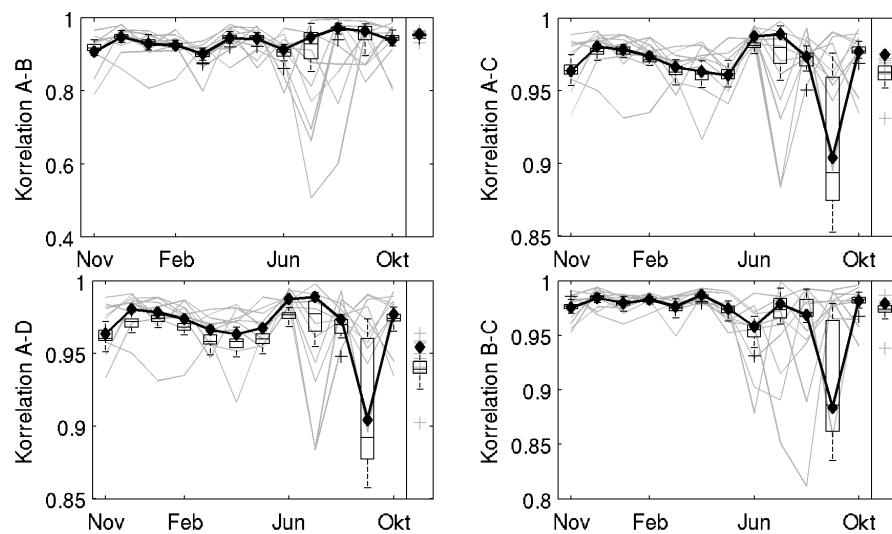 1
0.8
0.6
0.4
Korrelation A-B
Nov
Feb
Jun
Okt
1
0.95
0.9
0.85
Korrelation A-C
Nov
Feb
Jun
Okt
1
0.95
0.9
0.85
Korrelation A-D
Nov
Feb
Jun
Okt
1
0.95
0.9
0.85
0.8
Korrelation B-C
Nov
Feb
Jun
Okt